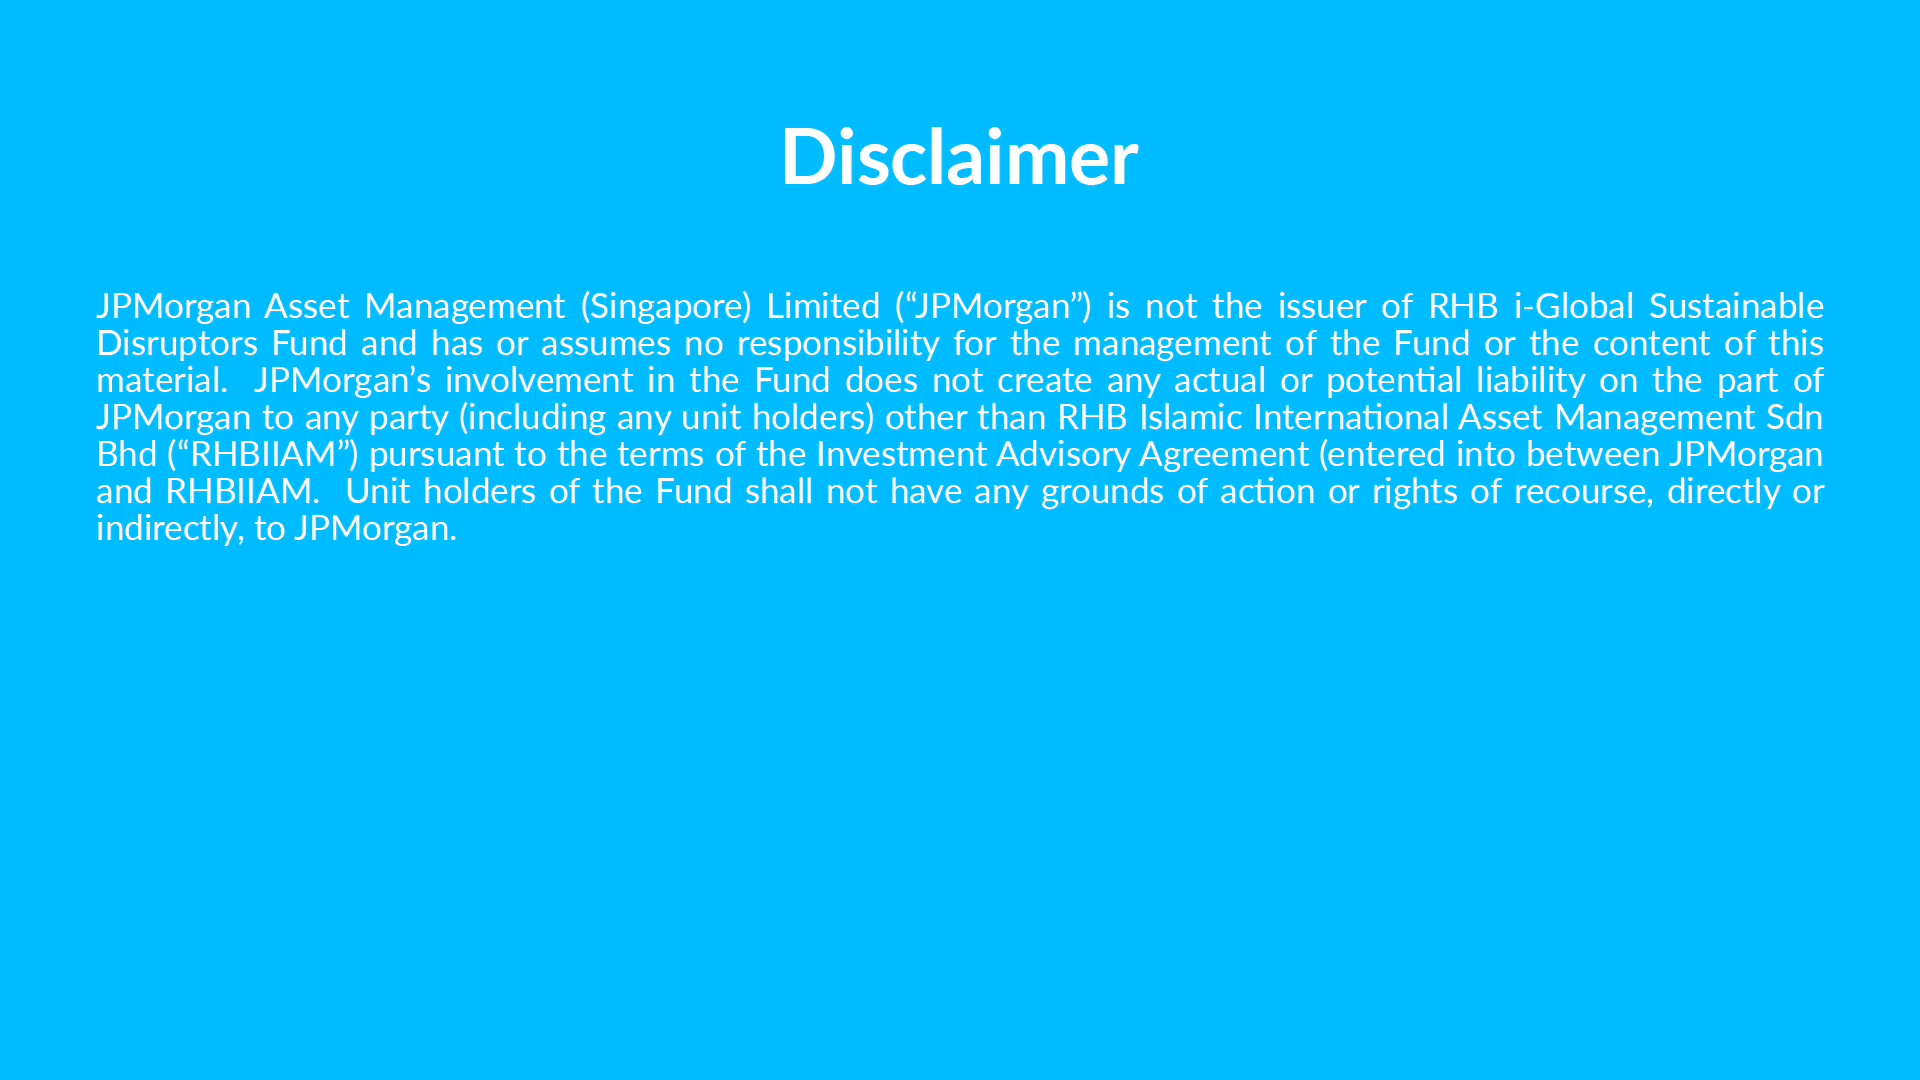 Disclaimer
JPMorgan Asset Management (Singapore) Limited (“JPMorgan”) is not the issuer of RHB i-Global Sustainable
Disruptors Fund and has or assumes no responsibility for the management of the Fund or the content of this
material.  JPMorgan’s involvement in the Fund does not create any actual or potential liability on the part of
JPMorgan to any party (including any unit holders) other than RHB Islamic International Asset Management Sdn
Bhd (“RHBIIAM”) pursuant to the terms of the Investment Advisory Agreement (entered into between JPMorgan
and RHBIIAM.  Unit holders of the Fund shall not have any grounds of action or rights of recourse, directly or
indirectly, to JPMorgan.